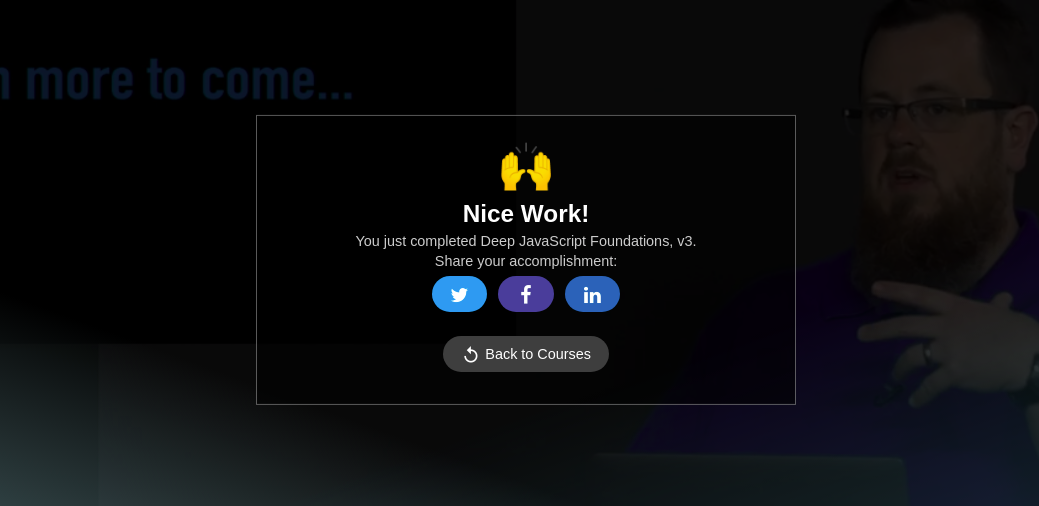 more to come...
Nice Work!
You just completed Deep JavaScript Foundations, v3.
Share your accomplishment:
Back to Courses